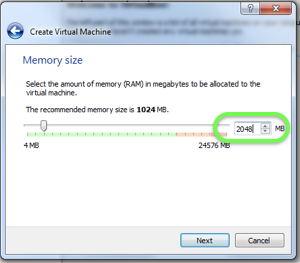 Create Virtual Machine
Memory size
Select the amount of memory (RAM) in megabytes to be allocated to the
virtual machine.
The recommended memory size is 1024 MB.
2048 MB
4 MB 24576 MB
Next Cancel